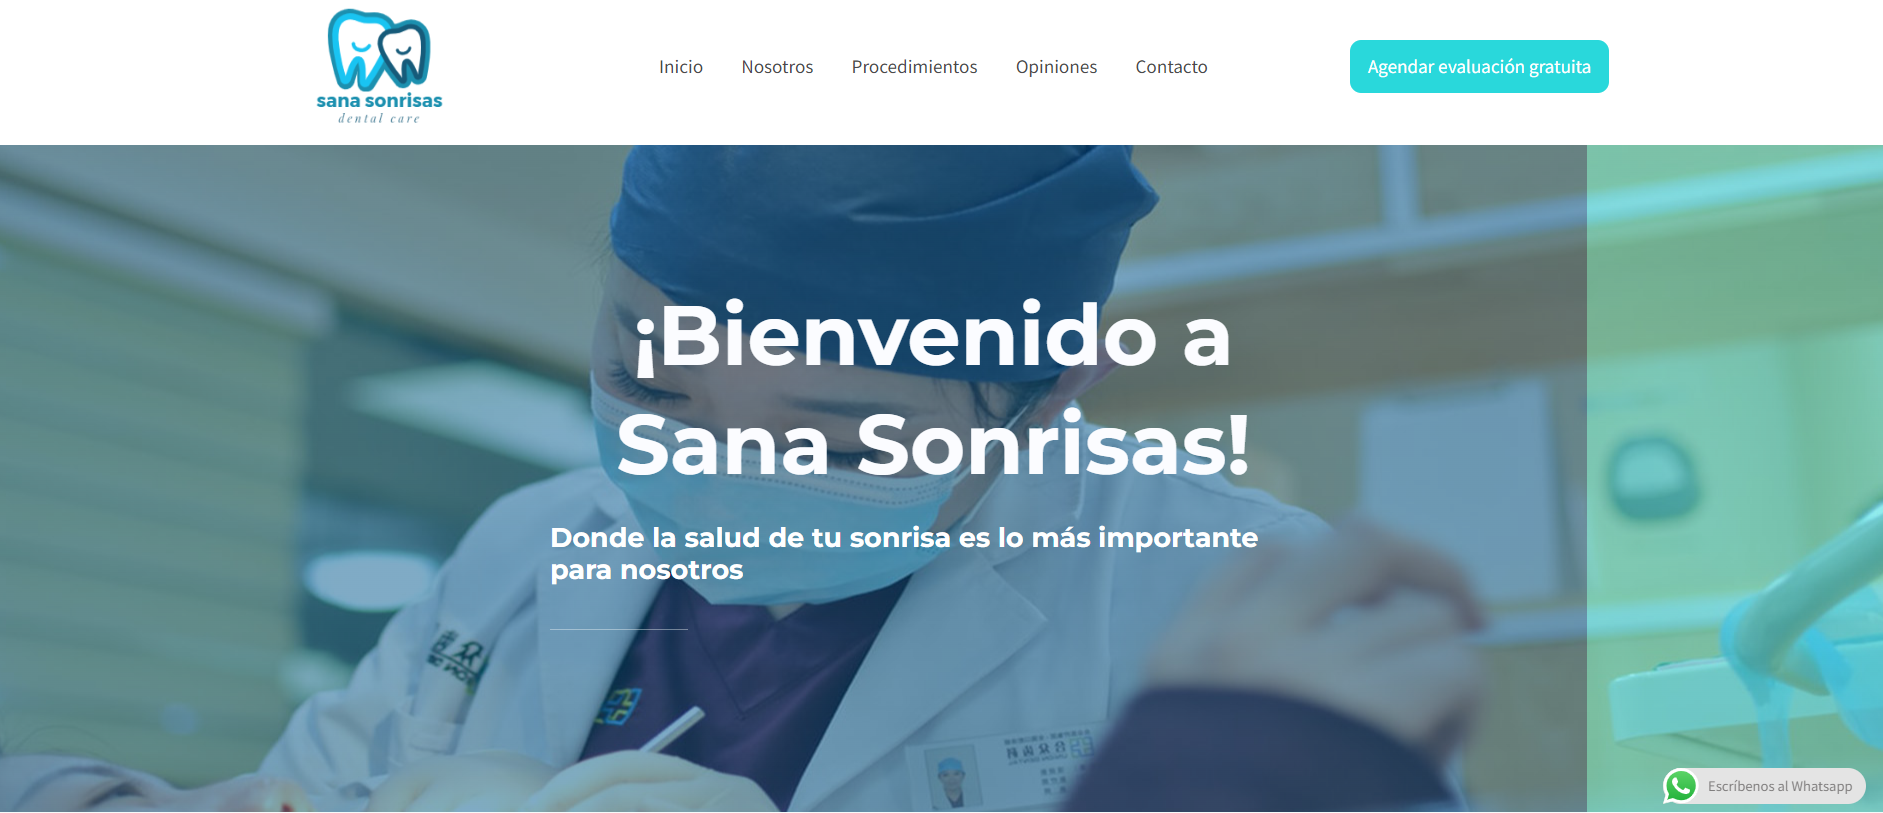 sana sonrisas
dental care
Inicio
Nosotros
Procedimientos
Opiniones
Contacto
Agendar evaluación gratuita
¡Bienvenido a
Sana Sonrisas!
Donde la salud de tu sonrisa es lo más importante
para nosotros
Escríbenos al Whatsapp